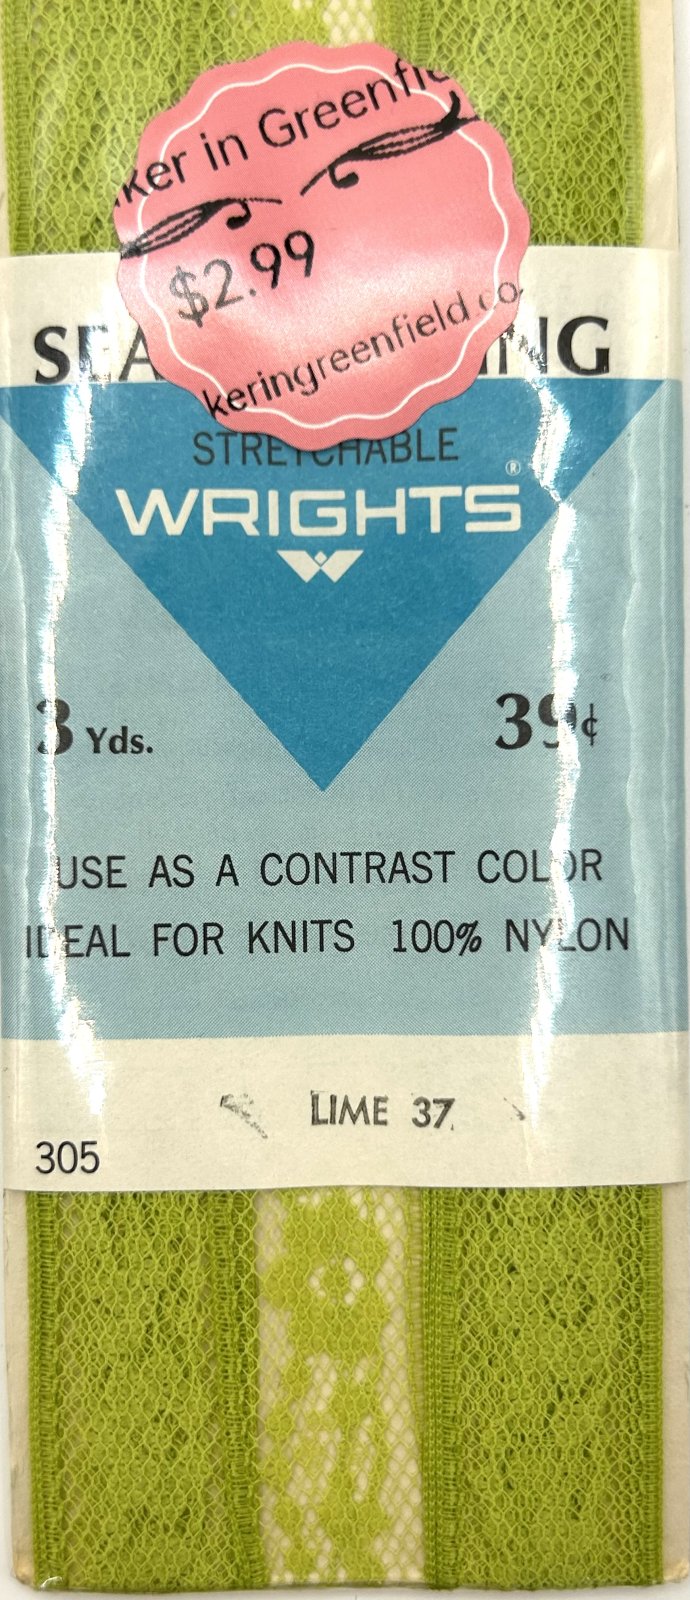 ker in Greenfie
$2.99
keringreenfield.co
SEA ING
STRETCHABLE
WRIGHTS®
3 Yds. 39¢
USE AS A CONTRAST COLOR
IDEAL FOR KNITS 100% NYLON
LIME 37
305